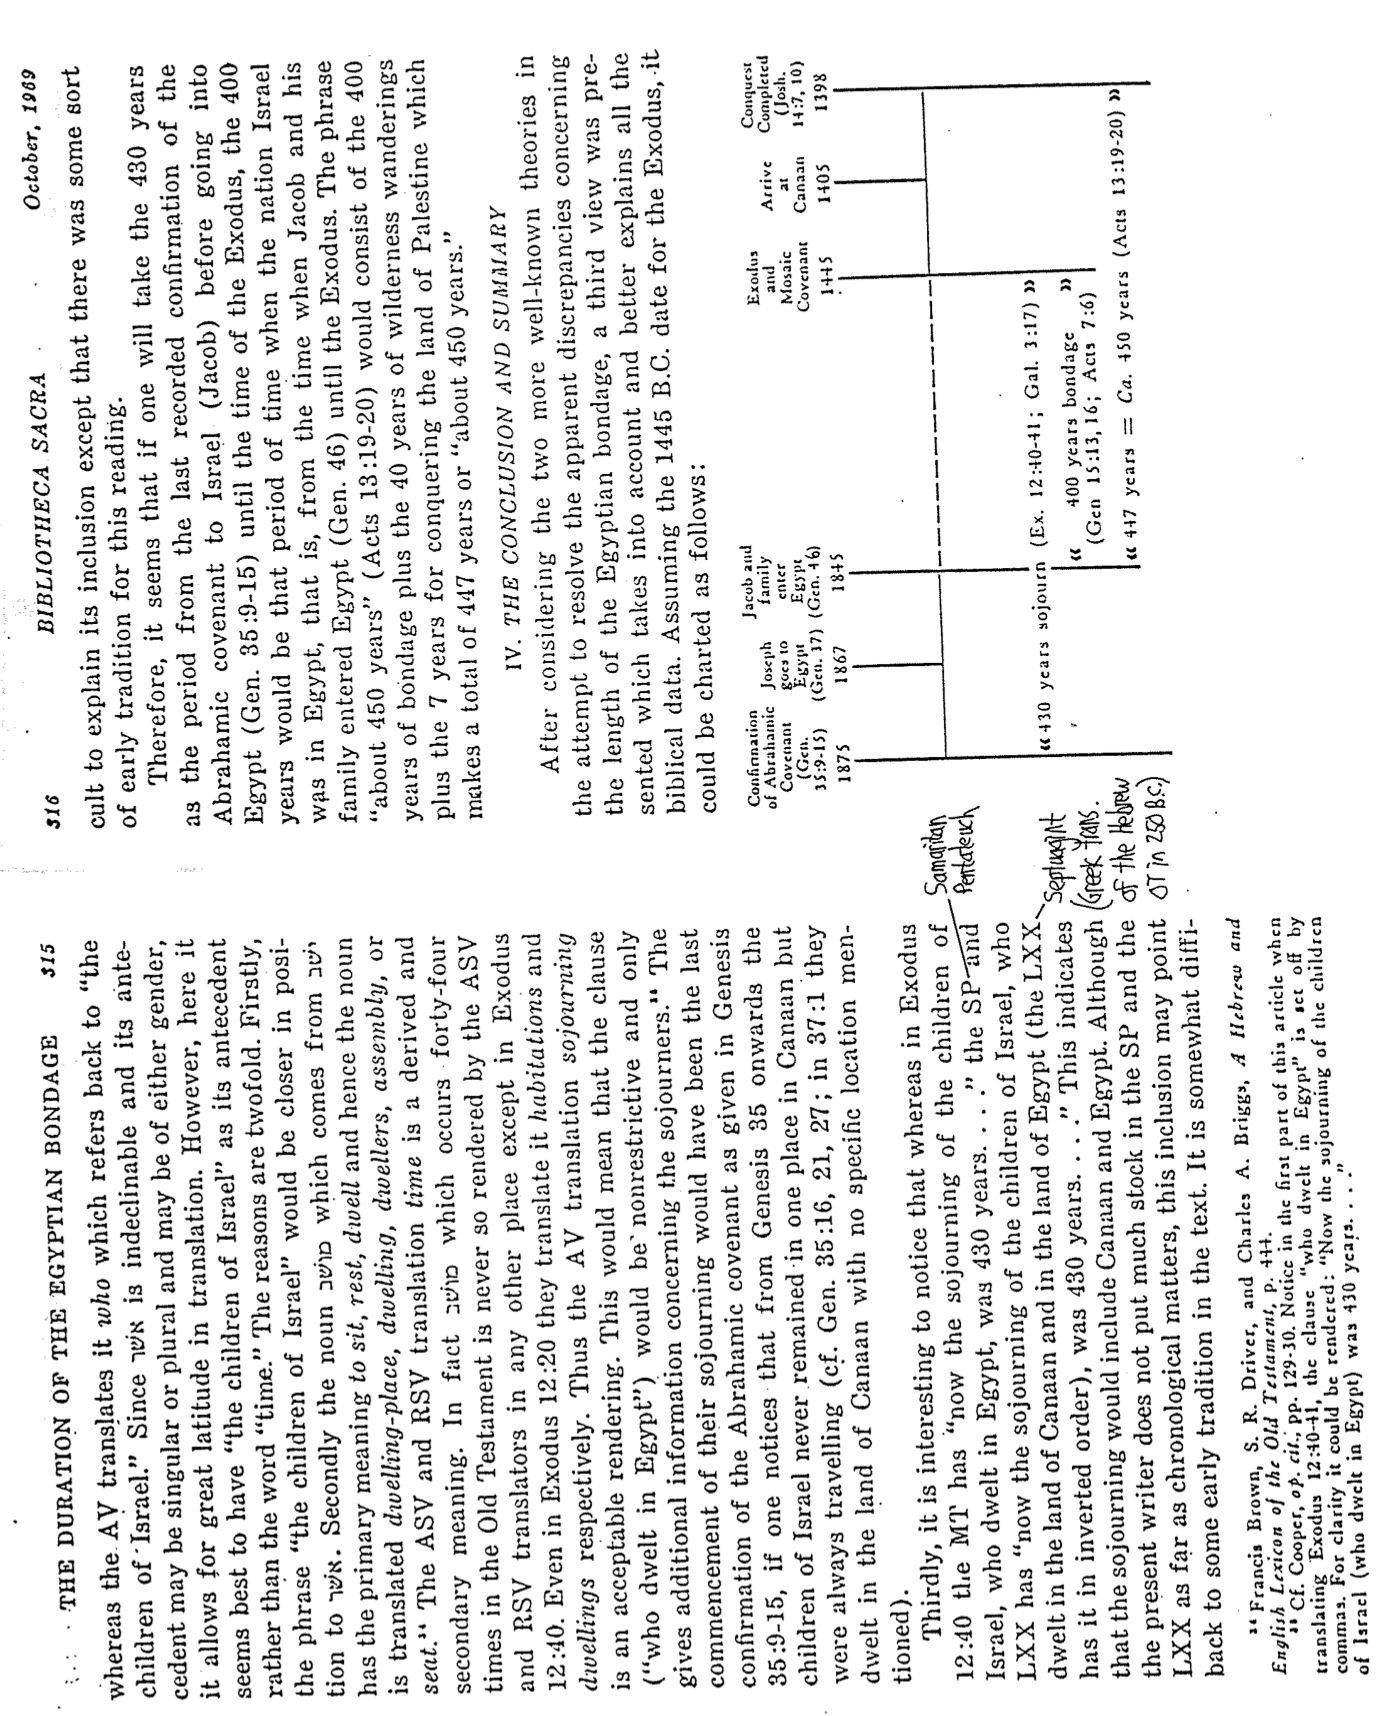 THE DURATION OF THE EGYPTIAN BONDAGE 315
whereas the AV translates it who which refers back to “the
children of Israel.” Since אשר is indeclinable and its ante-
cedent may be singular or plural and may be of either gender,
it allows for great latitude in translation. However, here it
seems best to have “the children of Israel” as its antecedent
rather than the word “time.” The reasons are twofold. Firstly,
the phrase “the children of Israel” would be closer in posi-
tion to אשר. Secondly the noun מושב which comes from ישב
has the primary meaning to sit, rest, dwell and hence the noun
is translated dwelling-place, dwelling, dwellers, assembly, or
seat.³⁴ The ASV and RSV translation time is a derived and
secondary meaning. In fact מושב which occurs forty-four
times in the Old Testament is never so rendered by the ASV
and RSV translators in any other place except in Exodus
12:40. Even in Exodus 12:20 they translate it habitations and
dwellings respectively. Thus the AV translation sojourning
is an acceptable rendering. This would mean that the clause
(“who dwelt in Egypt”) would be nonrestrictive and only
gives additional information concerning the sojourners.³⁵ The
commencement of their sojourning would have been the last
confirmation of the Abrahamic covenant as given in Genesis
35:9-15, if one notices that from Genesis 35 onwards the
children of Israel never remained in one place in Canaan but
were always travelling (cf. Gen. 35:16, 21, 27; in 37:1 they
dwelt in the land of Canaan with no specific location men-
tioned).
Thirdly, it is interesting to notice that whereas in Exodus
12:40 the MT has “now the sojourning of the children of
Israel, who dwelt in Egypt, was 430 years. . . .” the SP and
LXX has “now the sojourning of the children of Israel, who
dwelt in the land of Canaan and in the land of Egypt (the LXX
has it in inverted order), was 430 years. . . .” This indicates
that the sojourning would include Canaan and Egypt. Although
the present writer does not put much stock in the SP and the
LXX as far as chronological matters, this inclusion may point
back to some early tradition in the text. It is somewhat diffi-
Samaritan
Pentateuch
Septuagint
(Greek Trans.
of the Hebrew
OT in 250 B.C.)
³⁴ Francis Brown, S. R. Driver, and Charles A. Briggs, A Hebrew and
English Lexicon of the Old Testament, p. 444.
³⁵ Cf. Cooper, op. cit., pp. 129-30. Notice in the first part of this article when
translating Exodus 12:40-41, the clause “who dwelt in Egypt” is set off by
commas. For clarity it could be rendered: “Now the sojourning of the children
of Israel (who dwelt in Egypt) was 430 years. . . .”
316 BIBLIOTHECA SACRA October, 1969
cult to explain its inclusion except that there was some sort
of early tradition for this reading.
Therefore, it seems that if one will take the 430 years
as the period from the last recorded confirmation of the
Abrahamic covenant to Israel (Jacob) before going into
Egypt (Gen. 35:9-15) until the time of the Exodus, the 400
years would be that period of time when the nation Israel
was in Egypt, that is, from the time when Jacob and his
family entered Egypt (Gen. 46) until the Exodus. The phrase
“about 450 years” (Acts 13:19-20) would consist of the 400
years of bondage plus the 40 years of wilderness wanderings
plus the 7 years for conquering the land of Palestine which
makes a total of 447 years or “about 450 years.”
IV. THE CONCLUSION AND SUMMARY
After considering the two more well-known theories in
the attempt to resolve the apparent discrepancies concerning
the length of the Egyptian bondage, a third view was pre-
sented which takes into account and better explains all the
biblical data. Assuming the 1445 B.C. date for the Exodus, it
could be charted as follows:
Confirmation
of Abrahamic
Covenant
(Gen.
35:9-15)
1875
Joseph
goes to
Egypt
(Gen. 37)
1867
Jacob and
family
enter
Egypt
(Gen. 46)
1845
Exodus
and
Mosaic
Covenant
1445
Arrive
at
Canaan
1405
Conquest
Completed
(Josh.
14:7, 10)
1398
“430 years sojourn (Ex. 12:40-41; Gal. 3:17)”
“ 400 years bondage ”
(Gen 15:13, 16; Acts 7:6)
“447 years = Ca. 450 years (Acts 13:19-20)”